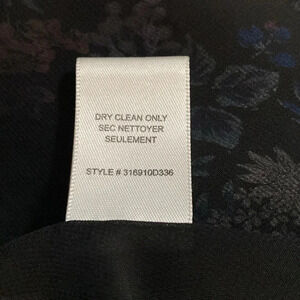 DRY CLEAN ONLY
SEC NETTOYER
SEULEMENT
STYLE # 316910D336